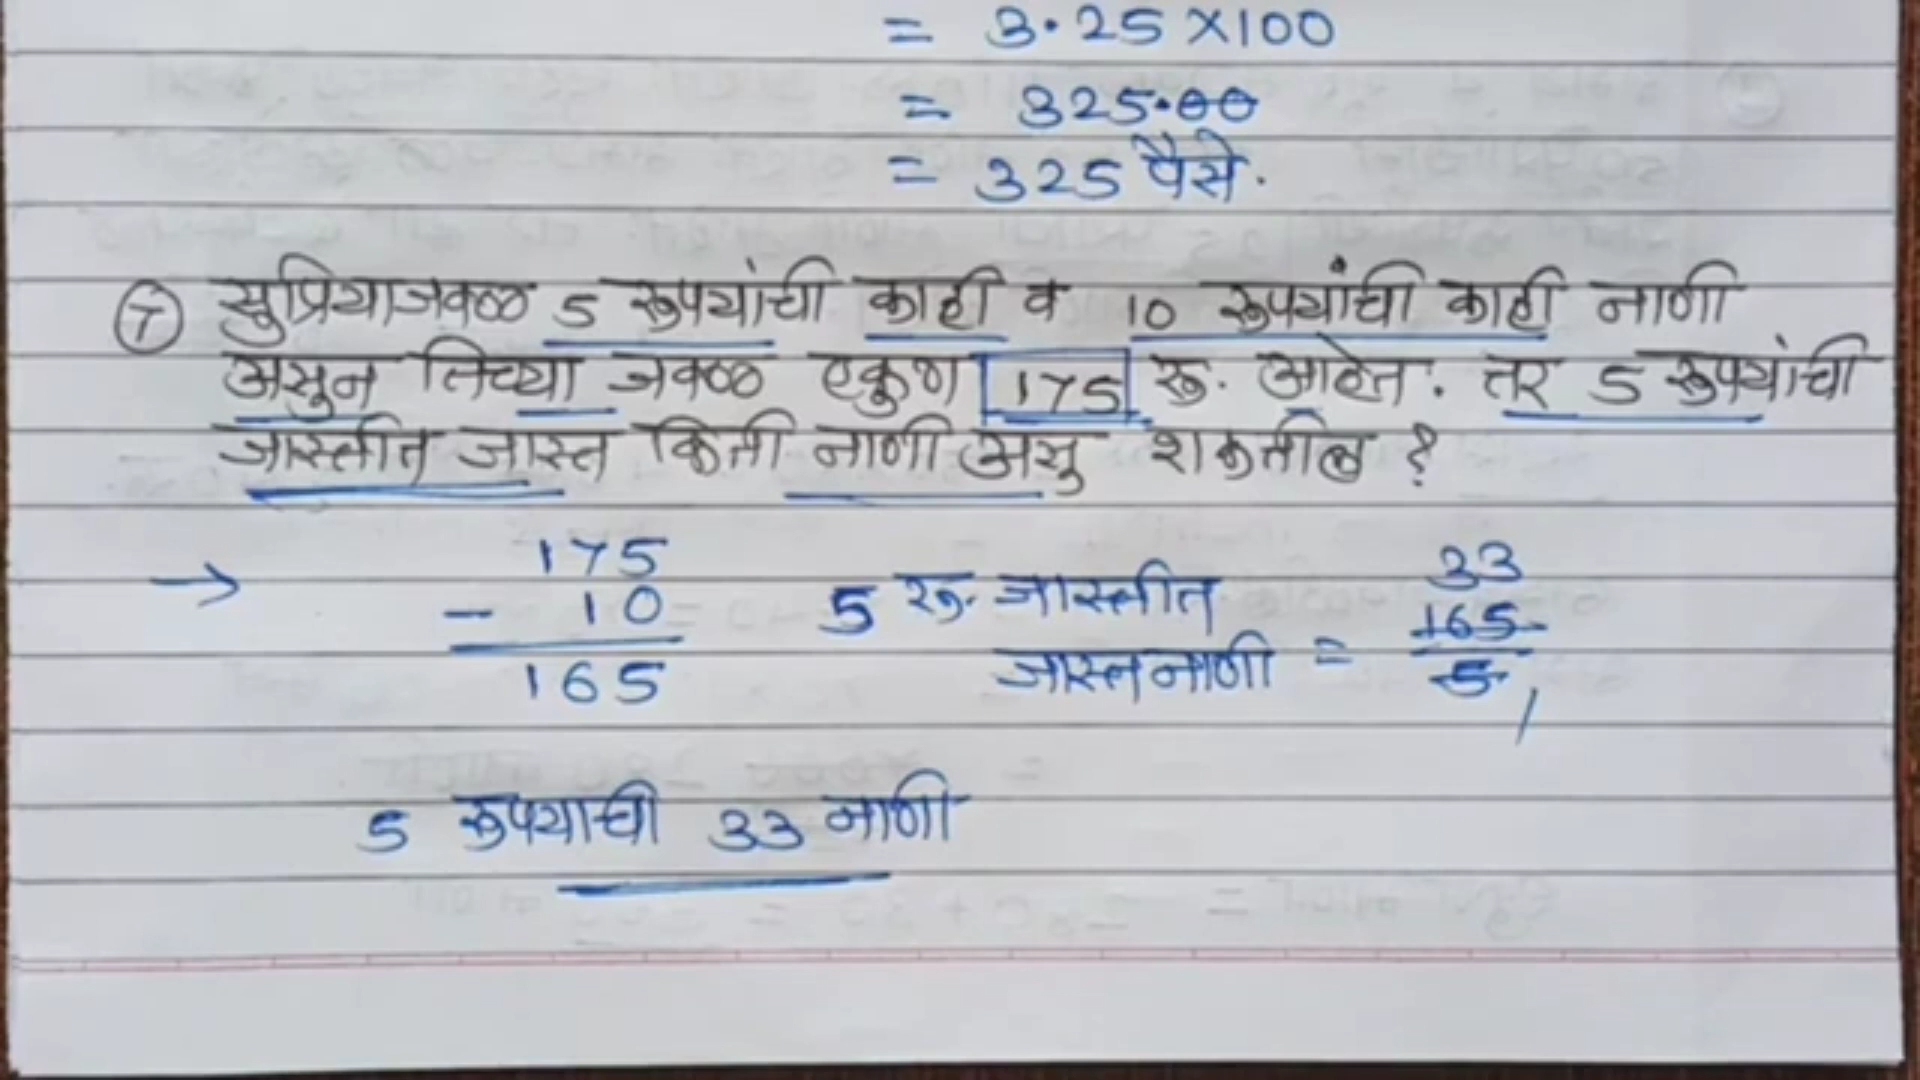 = 3.25 ×100
= 325.00
= 325 पैसे.
7 सुप्रियाजवळ 5 रुपयांची काही व 10 रुपयांची काही नाणी
असुन तिच्या जवळ एकुण 175 रु. आहेत. तर 5 रुपयांची
जास्तीत जास्त किती नाणी असु शकतील ?
→ 175
- 10
165
5 रु. जास्तीत
जास्त नाणी = 33
165
5
5 रुपयाची 33 नाणी